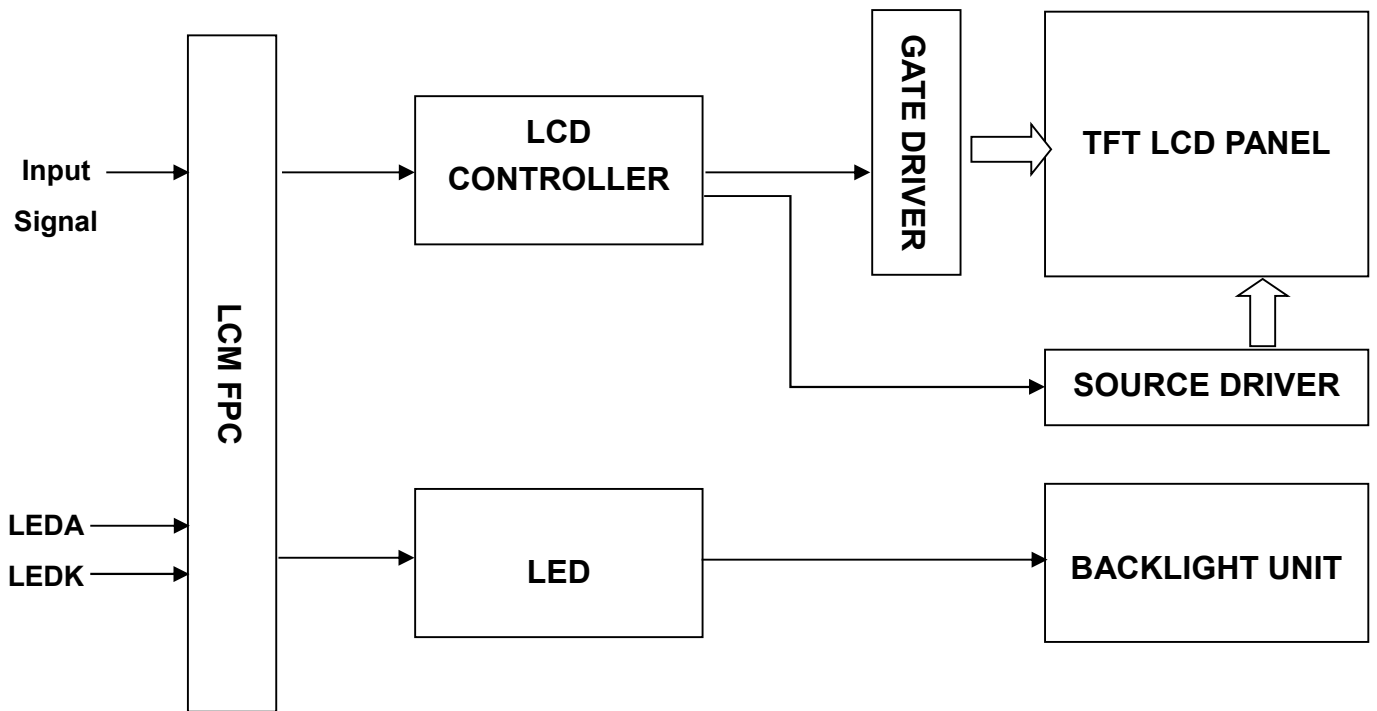 Input
Signal
LEDA
LEDK
LCM FPC
LCD
CONTROLLER
LED
GATE DRIVER
TFT LCD PANEL
SOURCE DRIVER
BACKLIGHT UNIT